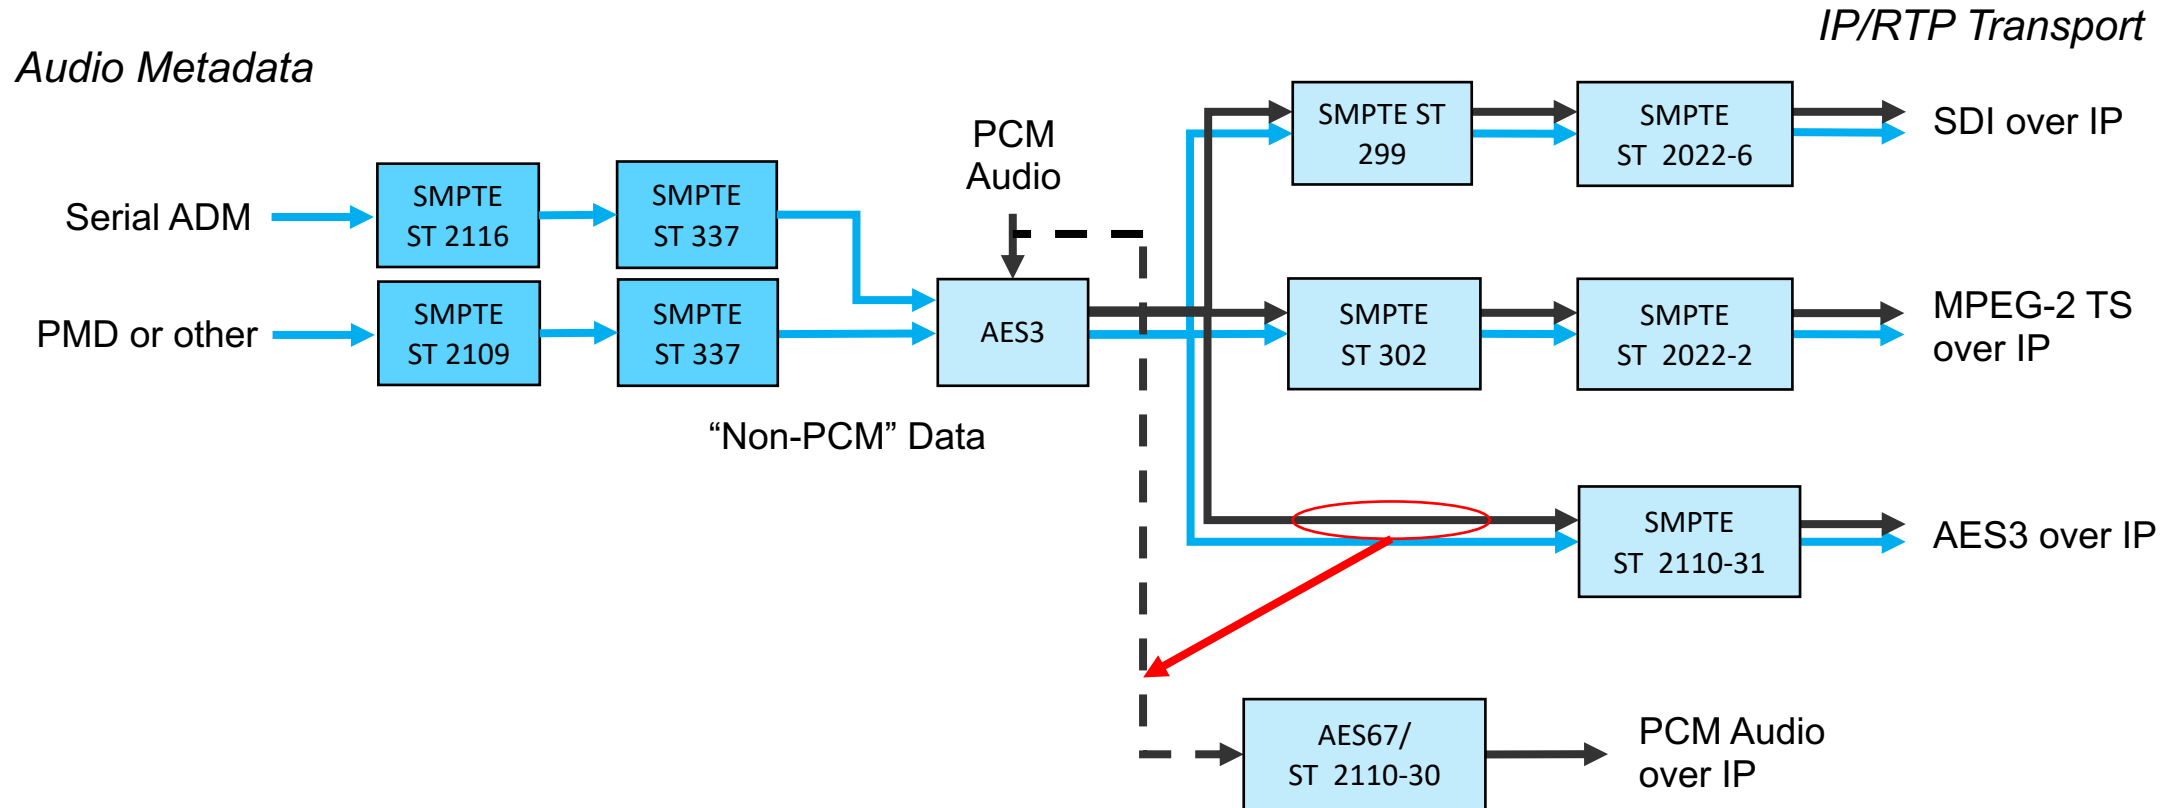 IP/RTP Transport
Audio Metadata
PCM
Audio
SMPTE ST
299
SMPTE
ST 2022-6
SDI over IP
Serial ADM
SMPTE
ST 2116
SMPTE
ST 337
PMD or other
SMPTE
ST 2109
SMPTE
ST 337
AES3
SMPTE
ST 302
SMPTE
ST 2022-2
MPEG-2 TS
over IP
“Non-PCM” Data
SMPTE
ST 2110-31
AES3 over IP
AES67/
ST 2110-30
PCM Audio
over IP